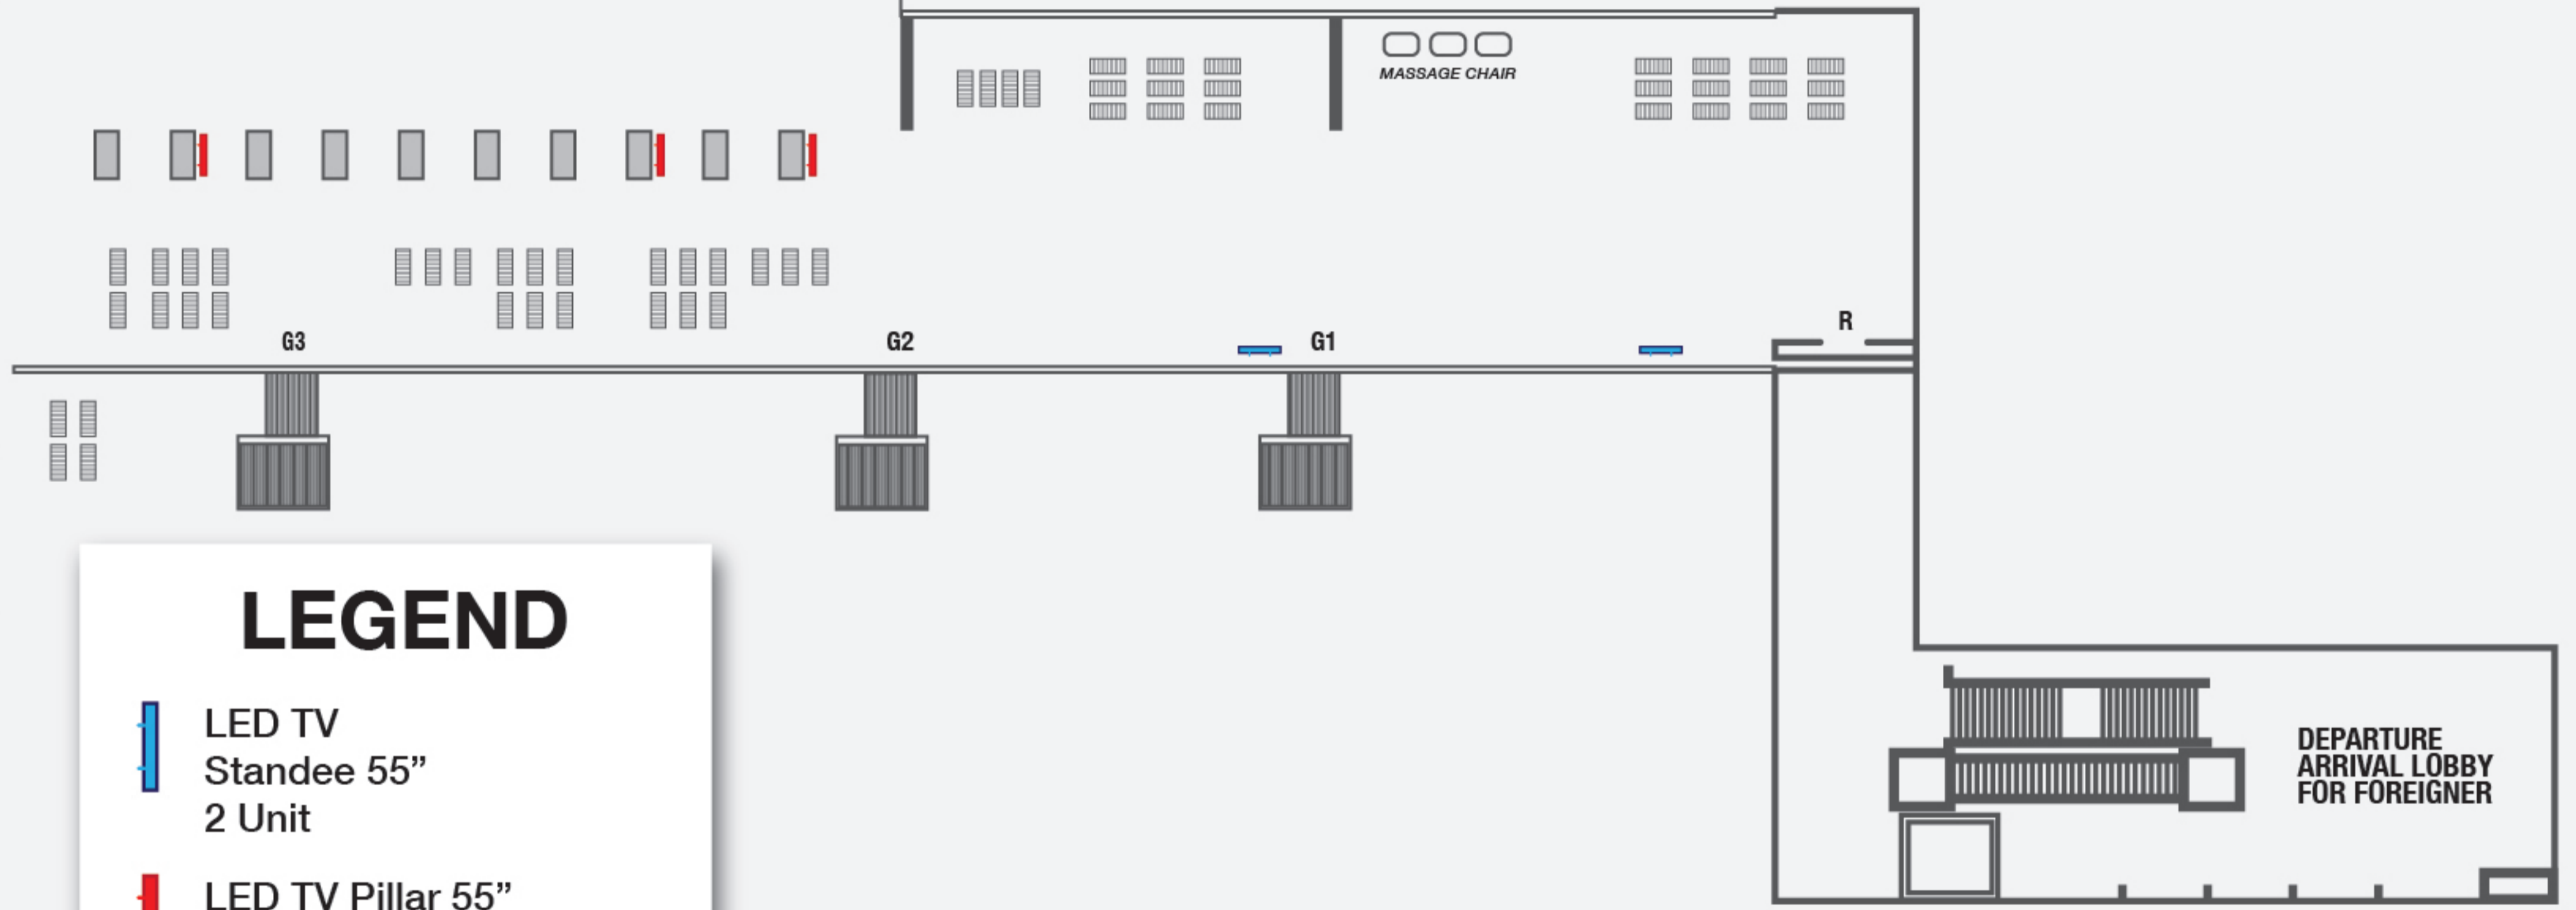 MASSAGE CHAIR
R
G3
G2
G1
LEGEND
LED TV
Standee 55”
2 Unit
LED TV Pillar 55”
DEPARTURE
ARRIVAL LOBBY
FOR FOREIGNER